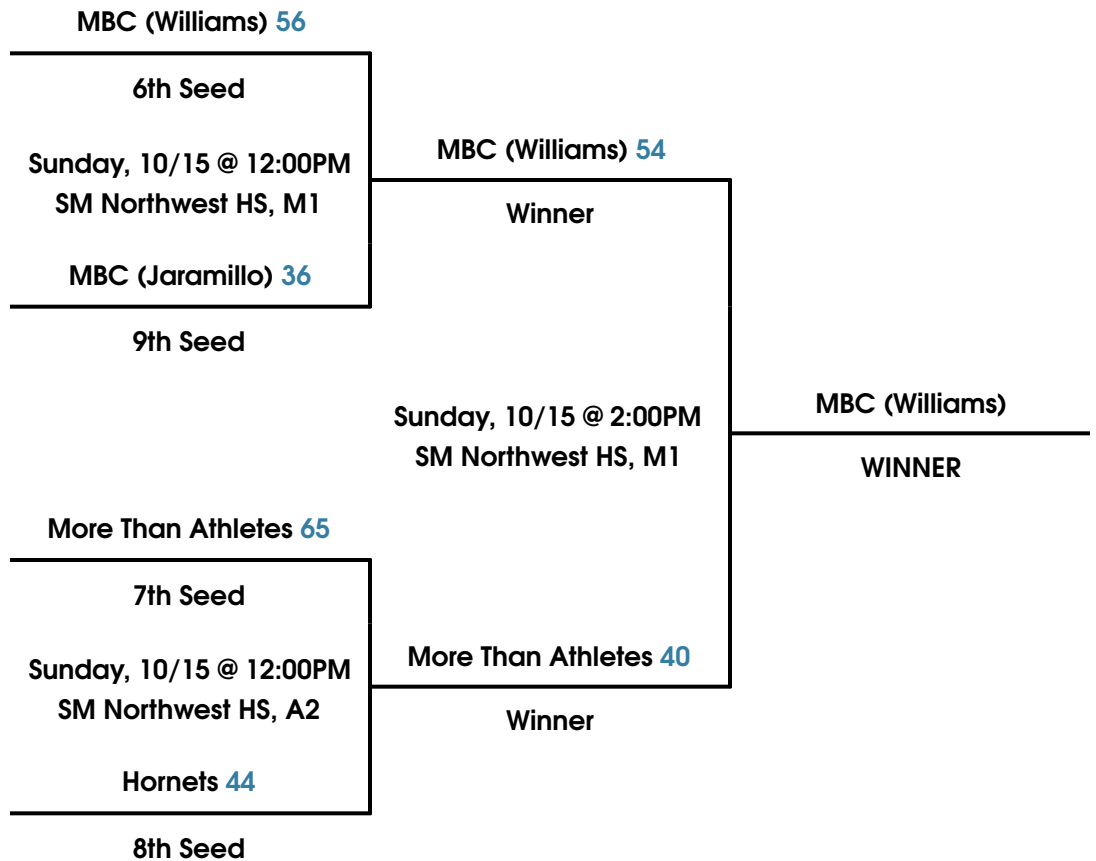 MBC (Williams) 56
6th Seed
Sunday, 10/15 @ 12:00PM
SM Northwest HS, M1
MBC (Jaramillo) 36
9th Seed
MBC (Williams) 54
Winner
Sunday, 10/15 @ 2:00PM
SM Northwest HS, M1
MBC (Williams)
WINNER
More Than Athletes 65
7th Seed
Sunday, 10/15 @ 12:00PM
SM Northwest HS, A2
Hornets 44
8th Seed
More Than Athletes 40
Winner